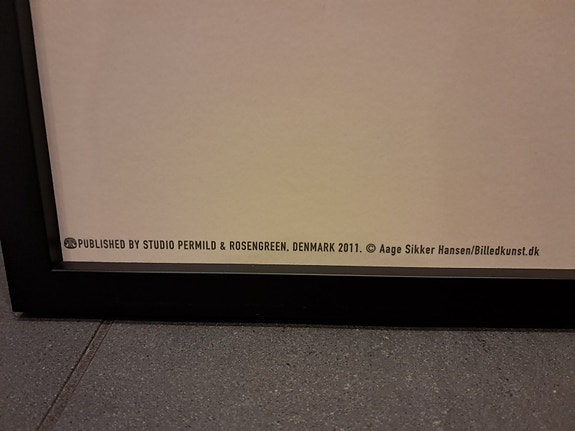 PUBLISHED BY STUDIO PERMILD & ROSENGREEN, DENMARK 2011. © Aage Sikker Hansen/Billedkunst.dk